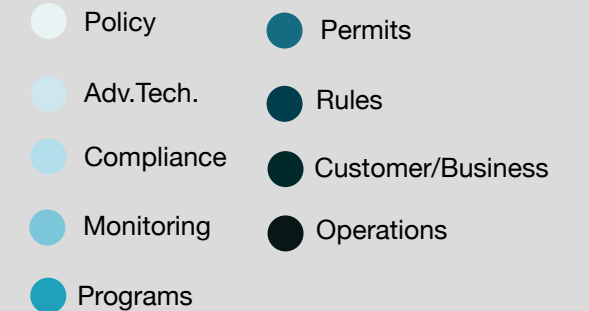 Policy
Adv.Tech.
Compliance
Monitoring
Programs
Permits
Rules
Customer/Business
Operations